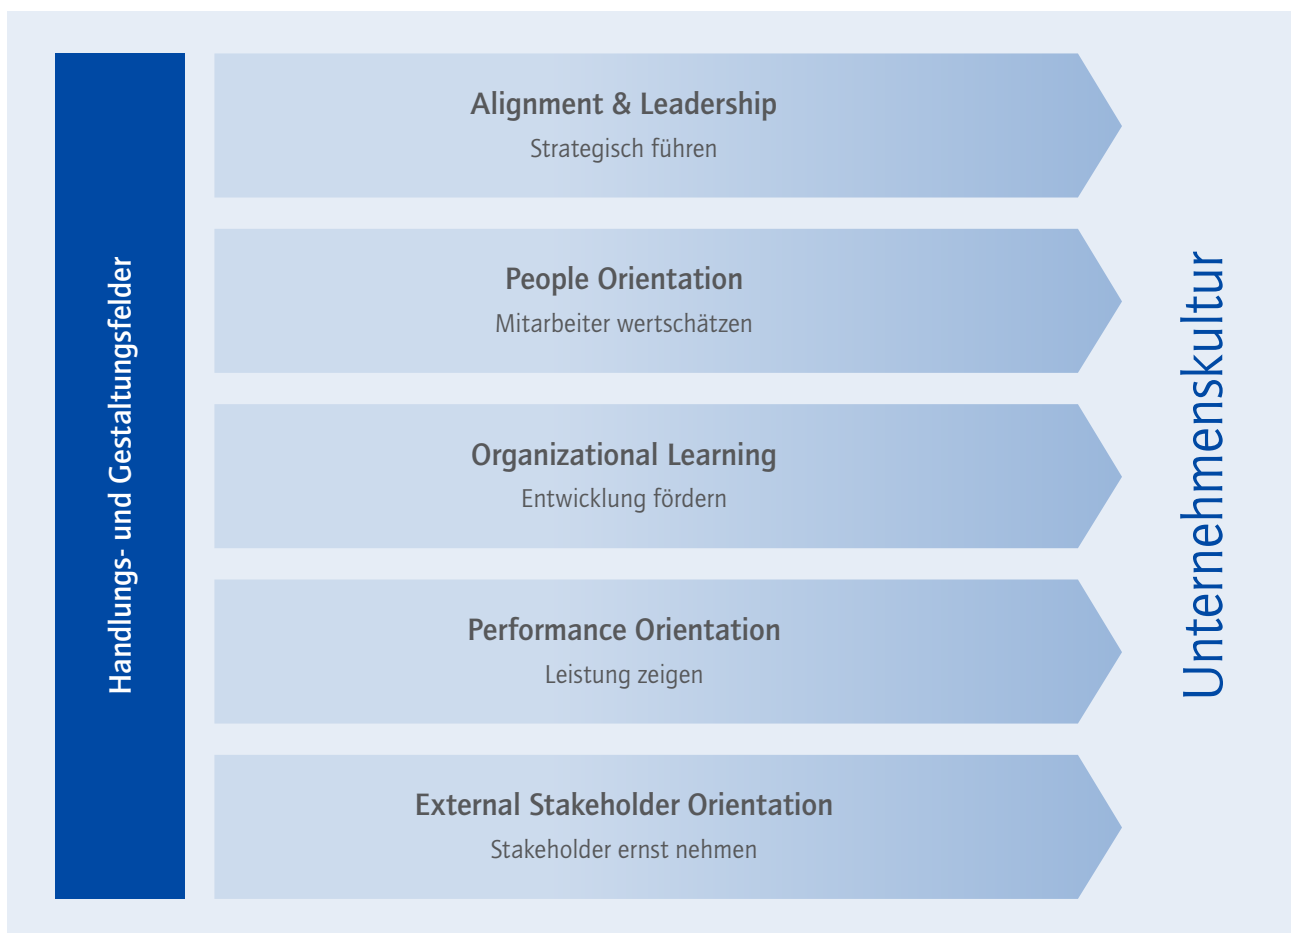 Handlungs- und Gestaltungsfelder
Alignment & Leadership
Strategisch führen
People Orientation
Mitarbeiter wertschätzen
Organizational Learning
Entwicklung fördern
Performance Orientation
Leistung zeigen
External Stakeholder Orientation
Stakeholder ernst nehmen
Unternehmenskultur